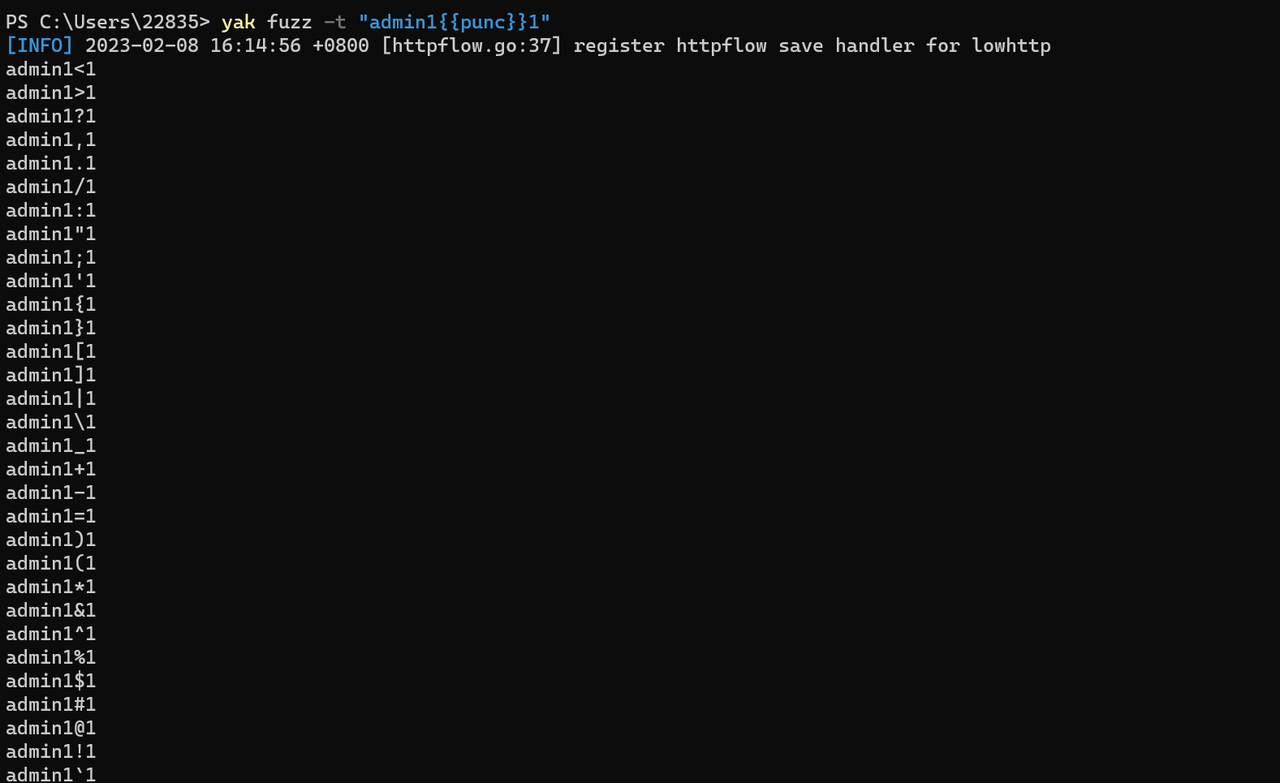 PS C:\Users\22835> yak fuzz -t "admin1{{punc}}1"
[INFO] 2023-02-08 16:14:56 +0800 [httpflow.go:37] register httpflow save handler for lowhttp
admin1<1
admin1>1
admin1?1
admin1,1
admin1.1
admin1/1
admin1:1
admin1"1
admin1;1
admin1'1
admin1{1
admin1}1
admin1[1
admin1]1
admin1|1
admin1\1
admin1_1
admin1+1
admin1-1
admin1=1
admin1)1
admin1(1
admin1*1
admin1&1
admin1^1
admin1%1
admin1$1
admin1#1
admin1@1
admin1!1
admin1`1